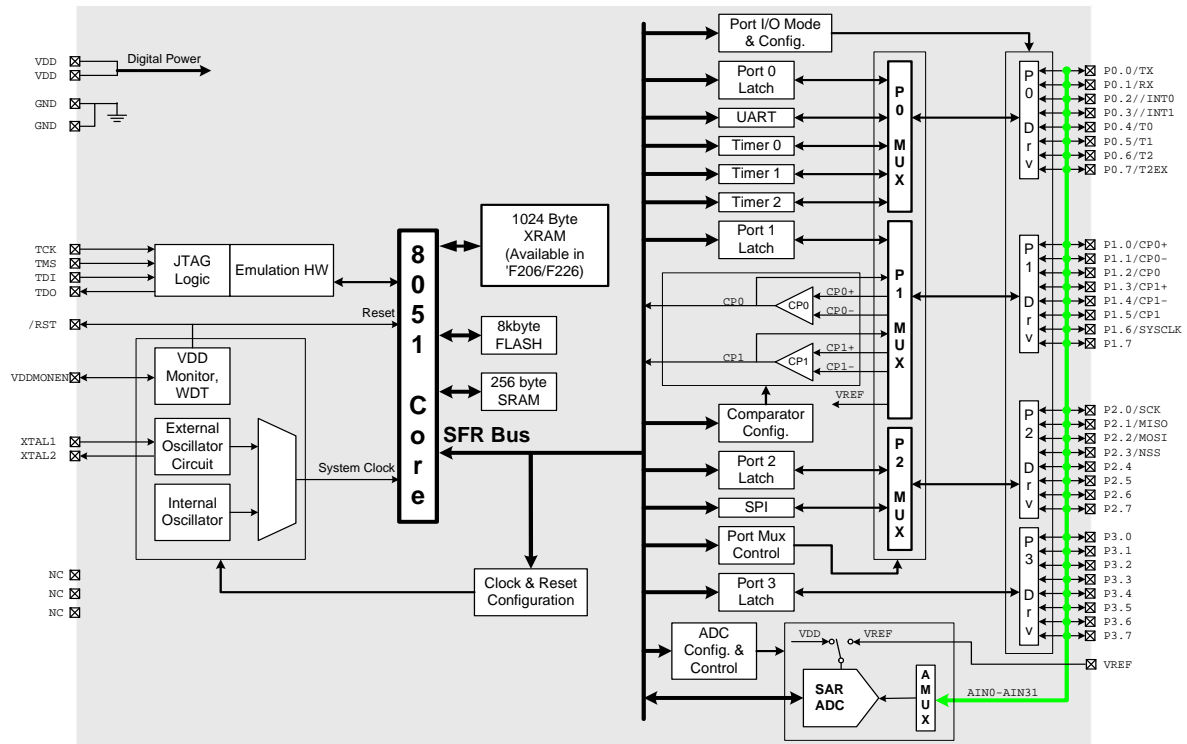 VDD
VDD
Digital Power
GND
GND
TCK
TMS
TDI
TDO
JTAG
Logic
Emulation HW
/RST
Reset
VDDMONEN
VDD
Monitor,
WDT
XTAL1
XTAL2
External
Oscillator
Circuit
Internal
Oscillator
System Clock
NC
NC
NC
8
0
5
1
C
o
r
e
1024 Byte
XRAM
(Available in
'F206/F226)
8kbyte
FLASH
256 byte
SRAM
SFR Bus
Clock & Reset
Configuration
Port I/O Mode
& Config.
Port 0
Latch
UART
Timer 0
Timer 1
Timer 2
Port 1
Latch
CP0
CP0
CP0+
CP0-
CP1
CP1
CP1+
CP1-
VREF
Comparator
Config.
Port 2
Latch
SPI
Port Mux
Control
Port 3
Latch
ADC
Config. &
Control
VDD
VREF
SAR
ADC
A
M
U
X
AIN0-AIN31
P
0
M
U
X
P
1
M
U
X
P
2
M
U
X
P
0
D
r
v
P
1
D
r
v
P
2
D
r
v
P
3
D
r
v
P0.0/TX
P0.1/RX
P0.2//INT0
P0.3//INT1
P0.4/T0
P0.5/T1
P0.6/T2
P0.7/T2EX
P1.0/CP0+
P1.1/CP0-
P1.2/CP0
P1.3/CP1+
P1.4/CP1-
P1.5/CP1
P1.6/SYSCLK
P1.7
P2.0/SCK
P2.1/MISO
P2.2/MOSI
P2.3/NSS
P2.4
P2.5
P2.6
P2.7
P3.0
P3.1
P3.2
P3.3
P3.4
P3.5
P3.6
P3.7
VREF